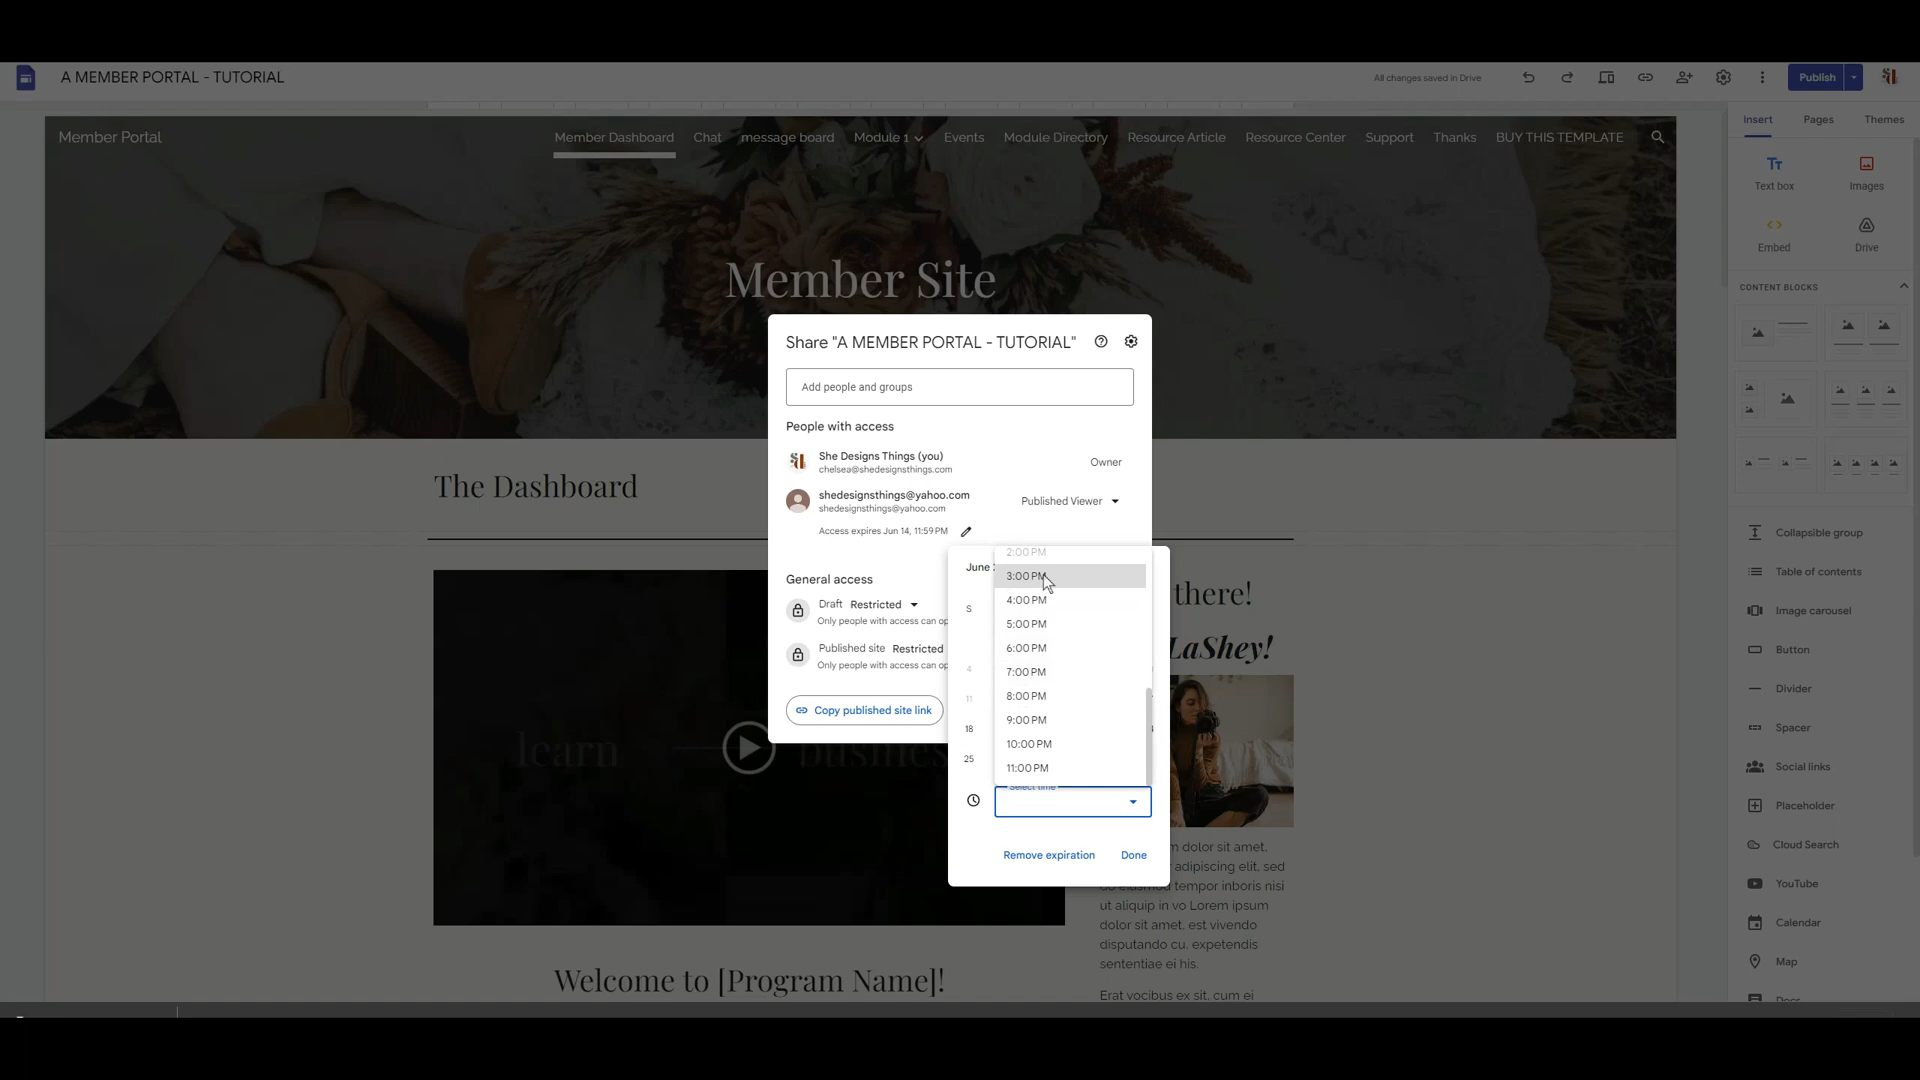 A MEMBER PORTAL - TUTORIAL
All changes saved in Drive
Publish
Member Portal
Member Dashboard
Chat
message board
Module 1
Events
Module Directory
Resource Article
Resource Center
Support
Thanks
BUY THIS TEMPLATE
Insert
Pages
Themes
Text box
Images
Embed
Drive
CONTENT BLOCKS
Member Site
Share "A MEMBER PORTAL - TUTORIAL"
Add people and groups
People with access
She Designs Things (you)
chelsea@shedesignsthings.com
Owner
shedesignsthings@yahoo.com
shedesignsthings@yahoo.com
Published Viewer
Access expires Jun 14, 11:59 PM
General access
Draft Restricted
Only people with access can op
Published site Restricted
Only people with access can op
Copy published site link
June
S
4
11
18
25
2:00 PM
3:00 PM
4:00 PM
5:00 PM
6:00 PM
7:00 PM
8:00 PM
9:00 PM
10:00 PM
11:00 PM
Select time
Remove expiration
Done
The Dashboard
there!
LaShey!
learn
Welcome to [Program Name]!
dolor sit amet,
adipiscing elit, sed
do eiusmod tempor inboris nisi
ut aliquip in vo Lorem ipsum
dolor sit amet, est vivendo
disputando cu, expetendis
sententiae ei his.
Erat vocibus ex sit, cum ei
Collapsible group
Table of contents
Image carousel
Button
Divider
Spacer
Social links
Placeholder
Cloud Search
YouTube
Calendar
Map